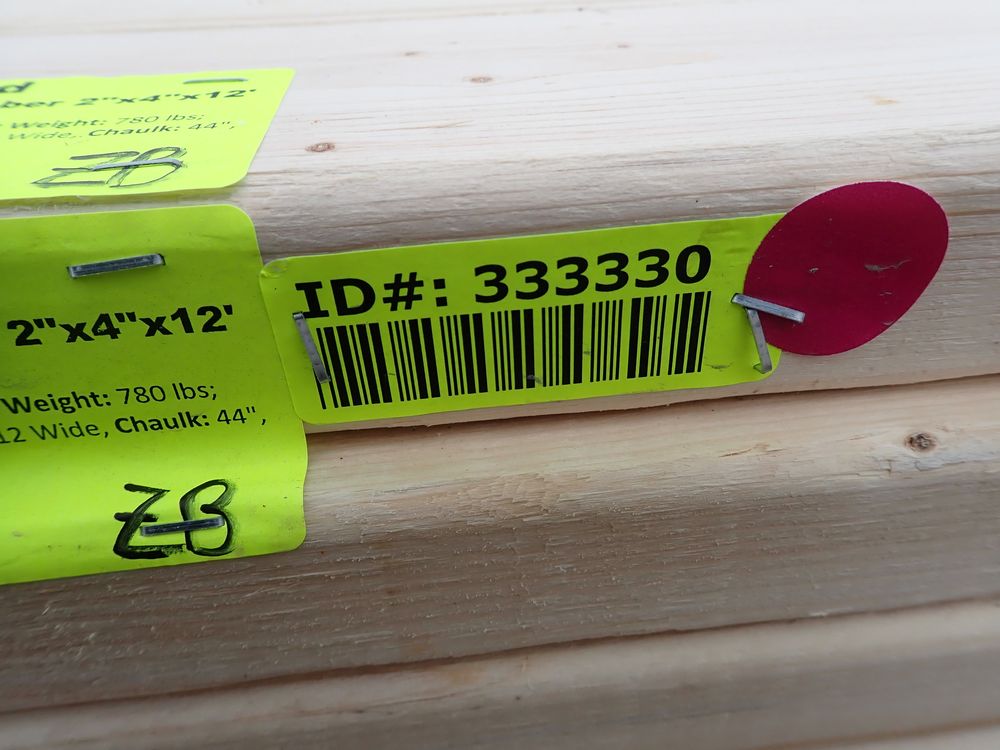 2"x4"x12'
Weight: 780 lbs;
Wide, Chaulk: 44",
ZB
ID#: 333330
2"x4"x12'
Weight: 780 lbs;
12 Wide, Chaulk: 44",
ZB